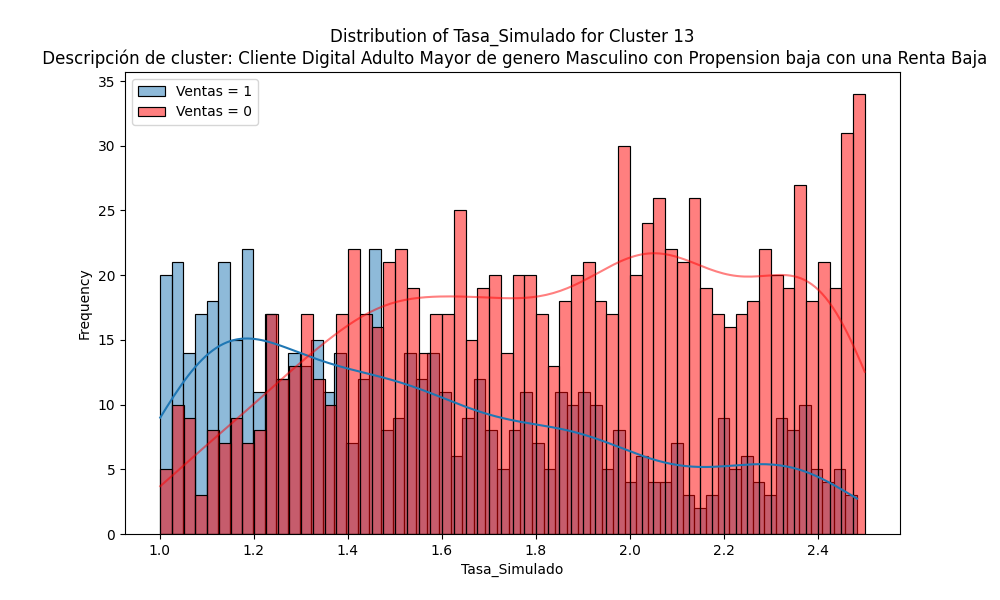 Distribution of Tasa_Simulado for Cluster 13
Descripción de cluster: Cliente Digital Adulto Mayor de genero Masculino con Propension baja con una Renta Baja
Ventas = 1
Ventas = 0
Frequency
35
30
25
20
15
10
5
0
1.0 1.2 1.4 1.6 1.8 2.0 2.2 2.4
Tasa_Simulado